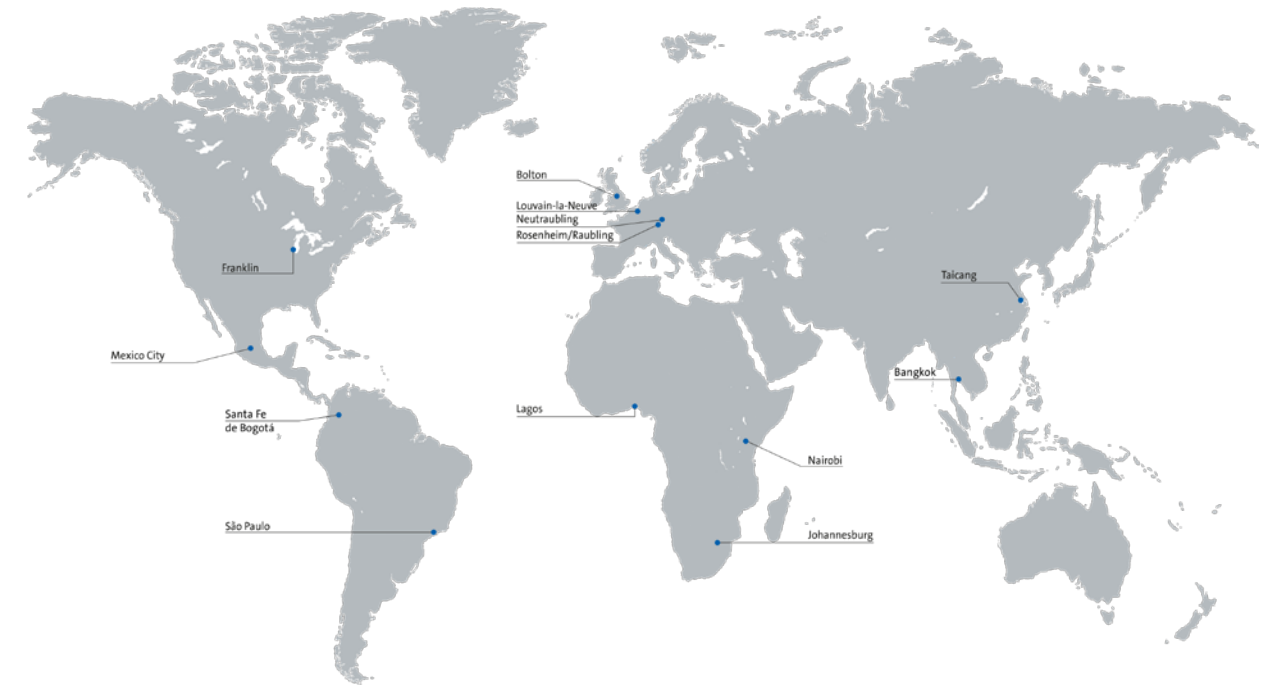 Bolton
Louvain-la-Neuve
Neutraubling
Rosenheim/Raubling
Franklin
Taicang
Mexico City
Bangkok
Santa Fe
de Bogotá
Lagos
Nairobi
São Paulo
Johannesburg